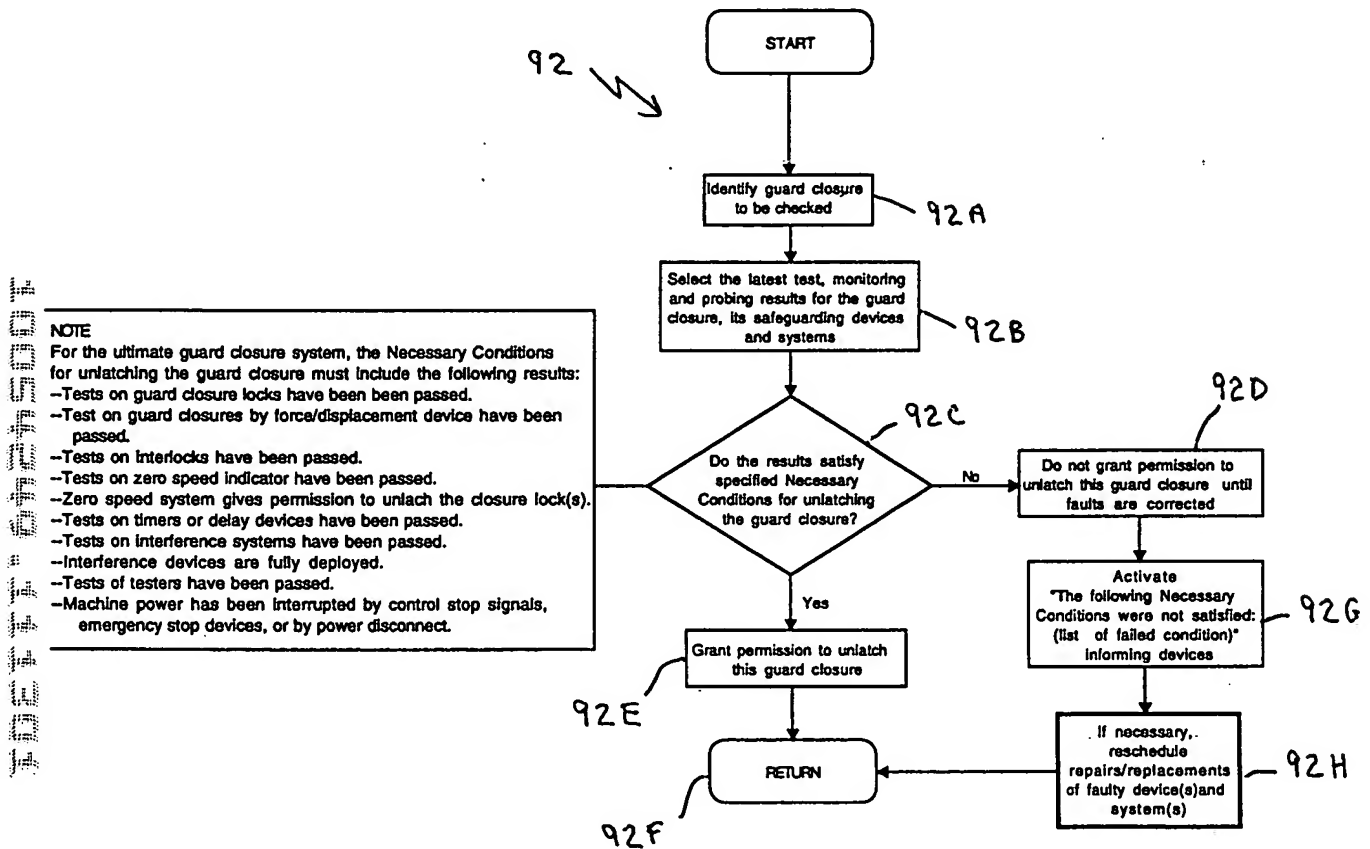 START
92
Identify guard closure
to be checked
92A
Select the latest test, monitoring
and probing results for the guard
closure, its safeguarding devices
and systems
92B
NOTE
For the ultimate guard closure system, the Necessary Conditions
for unlatching the guard closure must include the following results:
--Tests on guard closure locks have been been passed.
--Test on guard closures by force/displacement device have been
passed.
--Tests on interlocks have been passed.
--Tests on zero speed indicator have been passed.
--Zero speed system gives permission to unlach the closure lock(s).
--Tests on timers or delay devices have been passed.
--Tests on interference systems have been passed.
--Interference devices are fully deployed.
--Tests of testers have been passed.
--Machine power has been interrupted by control stop signals,
emergency stop devices, or by power disconnect.
92C
Do the results satisfy
specified Necessary
Conditions for unlatching
the guard closure?
No
92D
Do not grant permission to
unlatch this guard closure until
faults are corrected
Activate
"The following Necessary
Conditions were not satisfied:
(list of failed condition)"
informing devices
92G
Yes
Grant permission to unlatch
this guard closure
92E
If necessary,
reschedule
repairs/replacements
of faulty device(s)and
system(s)
92H
RETURN
92F